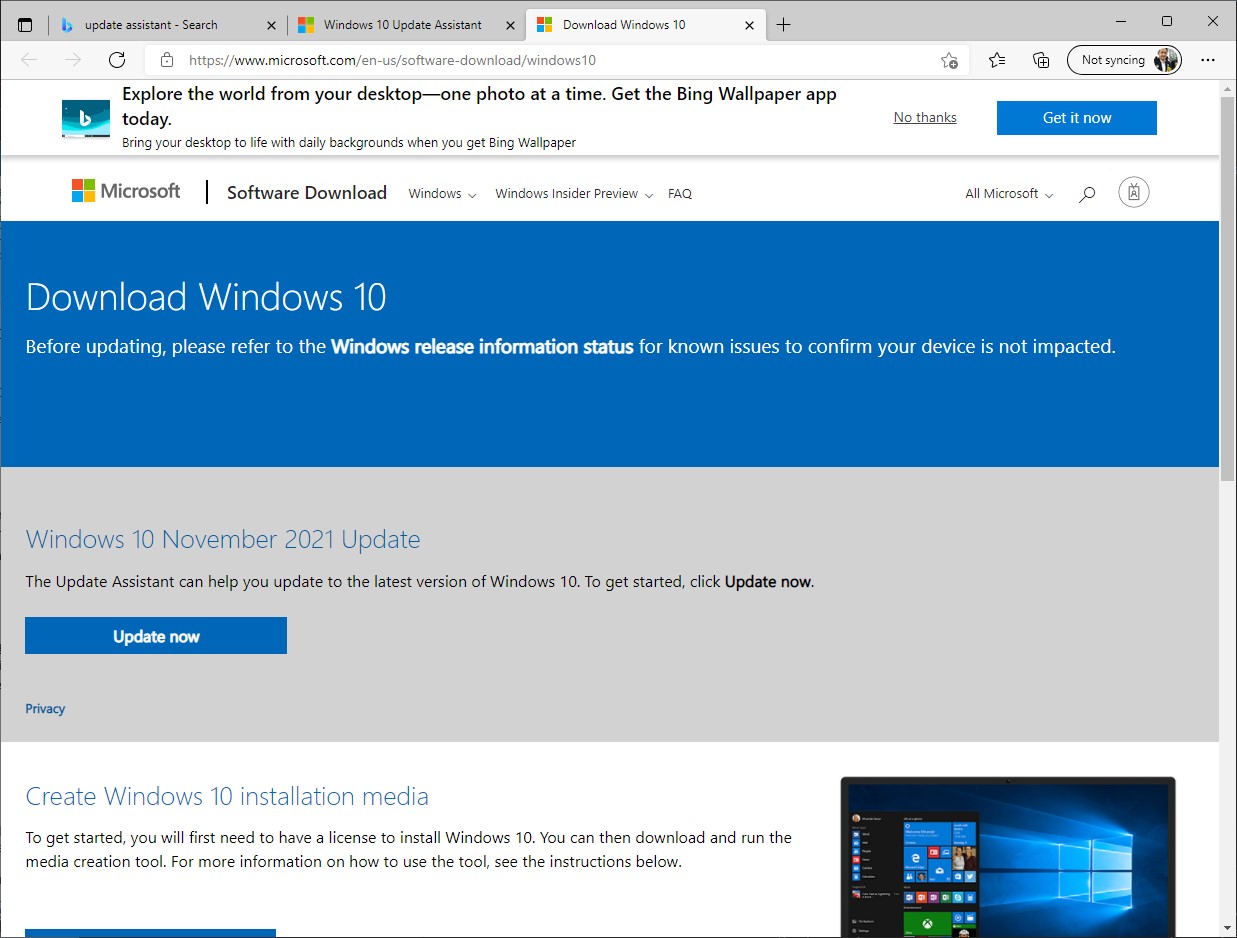 update assistant - Search
Windows 10 Update Assistant
Download Windows 10
https://www.microsoft.com/en-us/software-download/windows10
Not syncing
Explore the world from your desktop—one photo at a time. Get the Bing Wallpaper app
today.
Bring your desktop to life with daily backgrounds when you get Bing Wallpaper
No thanks
Get it now
Microsoft
Software Download
Windows
Windows Insider Preview
FAQ
All Microsoft
Download Windows 10
Before updating, please refer to the Windows release information status for known issues to confirm your device is not impacted.
Windows 10 November 2021 Update
The Update Assistant can help you update to the latest version of Windows 10. To get started, click Update now.
Update now
Privacy
Create Windows 10 installation media
To get started, you will first need to have a license to install Windows 10. You can then download and run the
media creation tool. For more information on how to use the tool, see the instructions below.